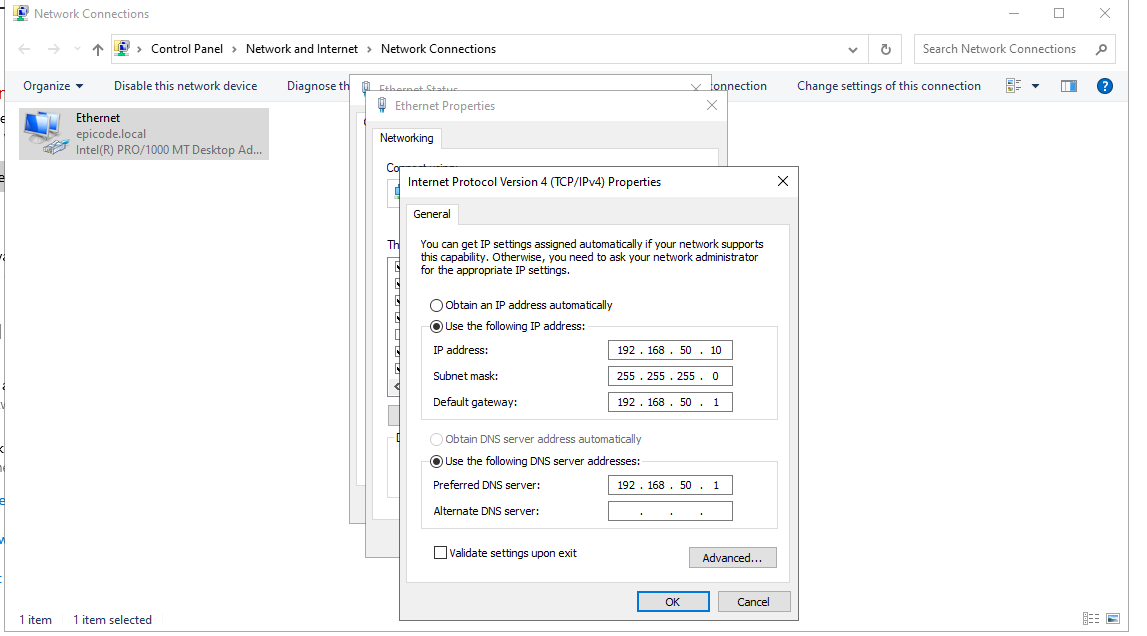 Network Connections
Control Panel > Network and Internet > Network Connections
Search Network Connections
Organize
Disable this network device
Diagnose th
onnection
Change settings of this connection
Ethernet
epicode.local
Intel(R) PRO/1000 MT Desktop Ad...
Ethernet Status
Ethernet Properties
Networking
Connect using:
Th
Internet Protocol Version 4 (TCP/IPv4) Properties
General
You can get IP settings assigned automatically if your network supports
this capability. Otherwise, you need to ask your network administrator
for the appropriate IP settings.
Obtain an IP address automatically
Use the following IP address:
IP address: 192 . 168 . 50 . 10
Subnet mask: 255 . 255 . 255 . 0
Default gateway: 192 . 168 . 50 . 1
Obtain DNS server address automatically
Use the following DNS server addresses:
Preferred DNS server: 192 . 168 . 50 . 1
Alternate DNS server: . . .
Validate settings upon exit
Advanced...
OK
Cancel
1 item
1 item selected